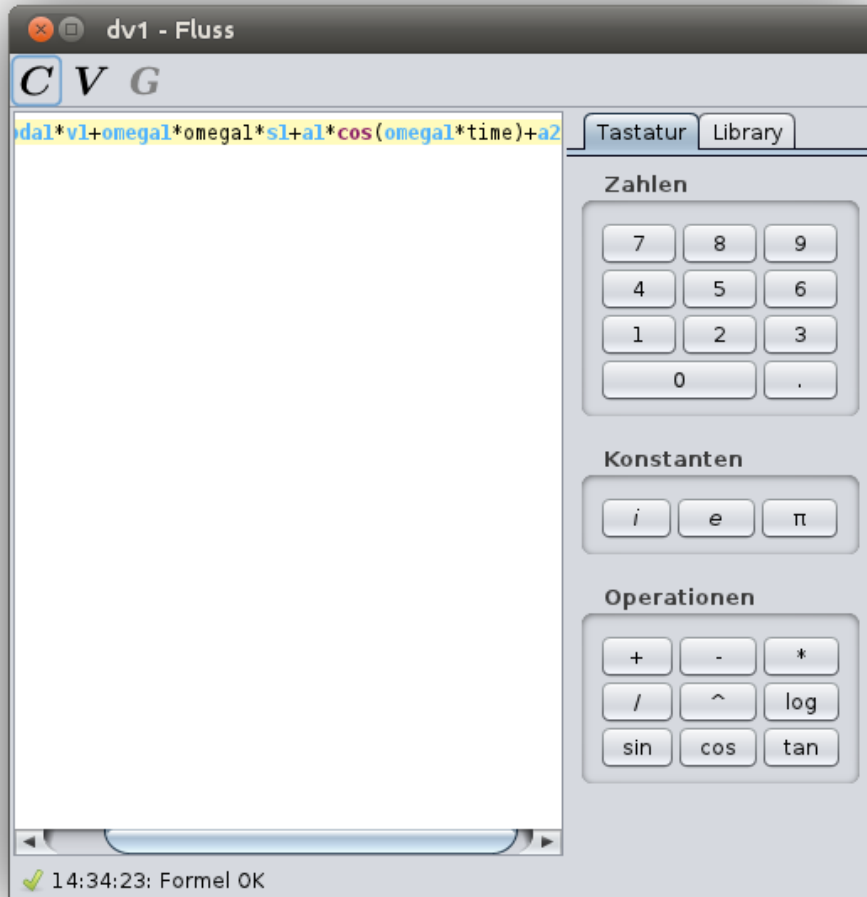 dv1 - Fluss
C V G
dal*v1+omega1*omega1*s1+a1*cos(omega1*time)+a2
Tastatur Library
Zahlen
7 8 9
4 5 6
1 2 3
0 .
Konstanten
i e π
Operationen
+ - *
/ ^ log
sin cos tan
14:34:23: Formel OK